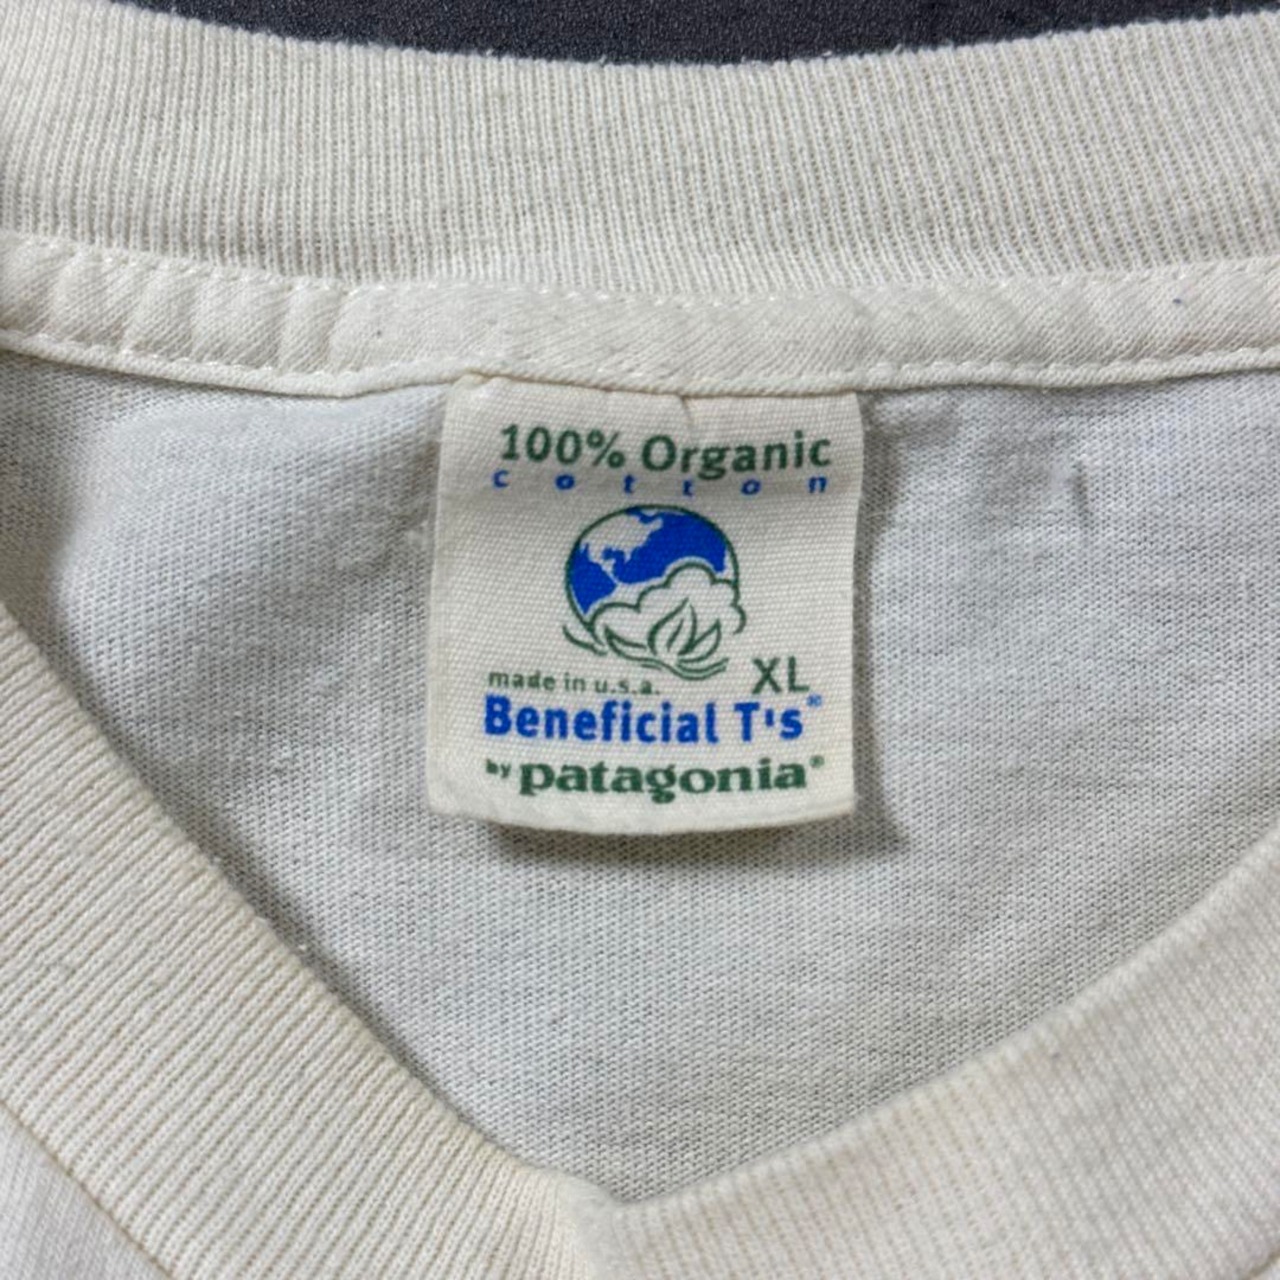 100% Organic
cotton
made in u.s.a. XL
Beneficial T's®
by patagonia®